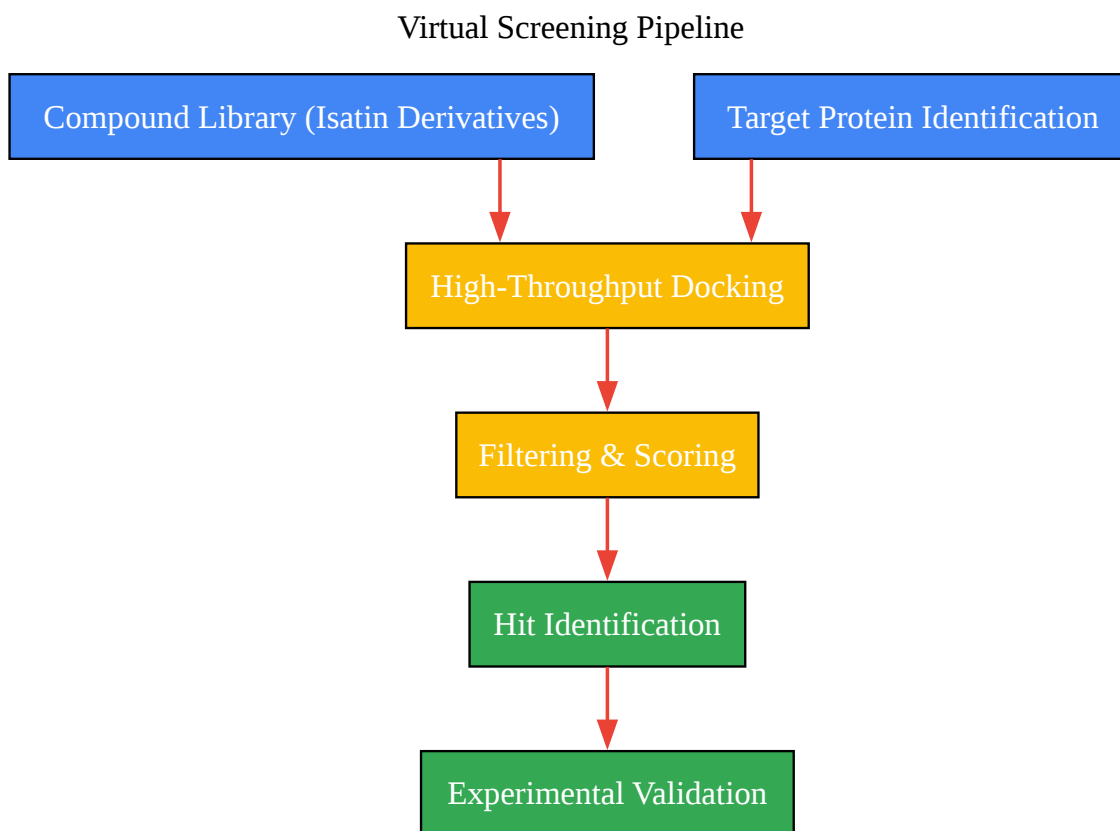 Virtual Screening Pipeline
Compound Library (Isatin Derivatives)
Target Protein Identification
High-Throughput Docking
Filtering & Scoring
Hit Identification
Experimental Validation